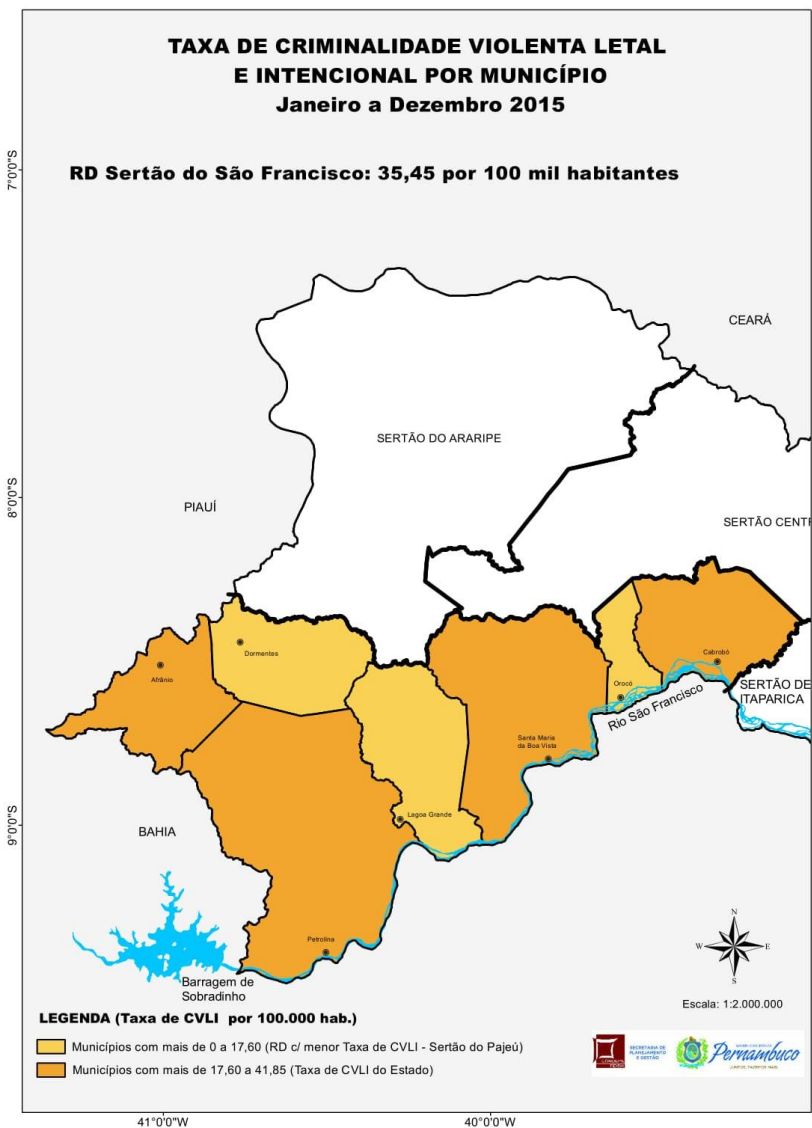 TAXA DE CRIMINALIDADE VIOLENTA LETAL
E INTENCIONAL POR MUNICÍPIO
Janeiro a Dezembro 2015
RD Sertão do São Francisco: 35,45 por 100 mil habitantes
7°0'0"S
CEARÁ
SERTÃO DO ARARIPE
8°0'0"S
PIAUÍ
SERTÃO CENTR
Dormentes
Afrânio
Cabrobó
Orocó
SERTÃO DE
ITAPARICA
Rio São Francisco
Santa Maria
da Boa Vista
Lagoa Grande
9°0'0"S
BAHIA
Petrolina
N
W
E
S
Barragem de
Sobradinho
Escala: 1:2.000.000
LEGENDA (Taxa de CVLI por 100.000 hab.)
Municípios com mais de 0 a 17,60 (RD c/ menor Taxa de CVLI - Sertão do Pajeú)
Municípios com mais de 17,60 a 41,85 (Taxa de CVLI do Estado)
SECRETARIA DE
PLANEJAMENTO
E GESTÃO
Pernambuco
41°0'0"W
40°0'0"W